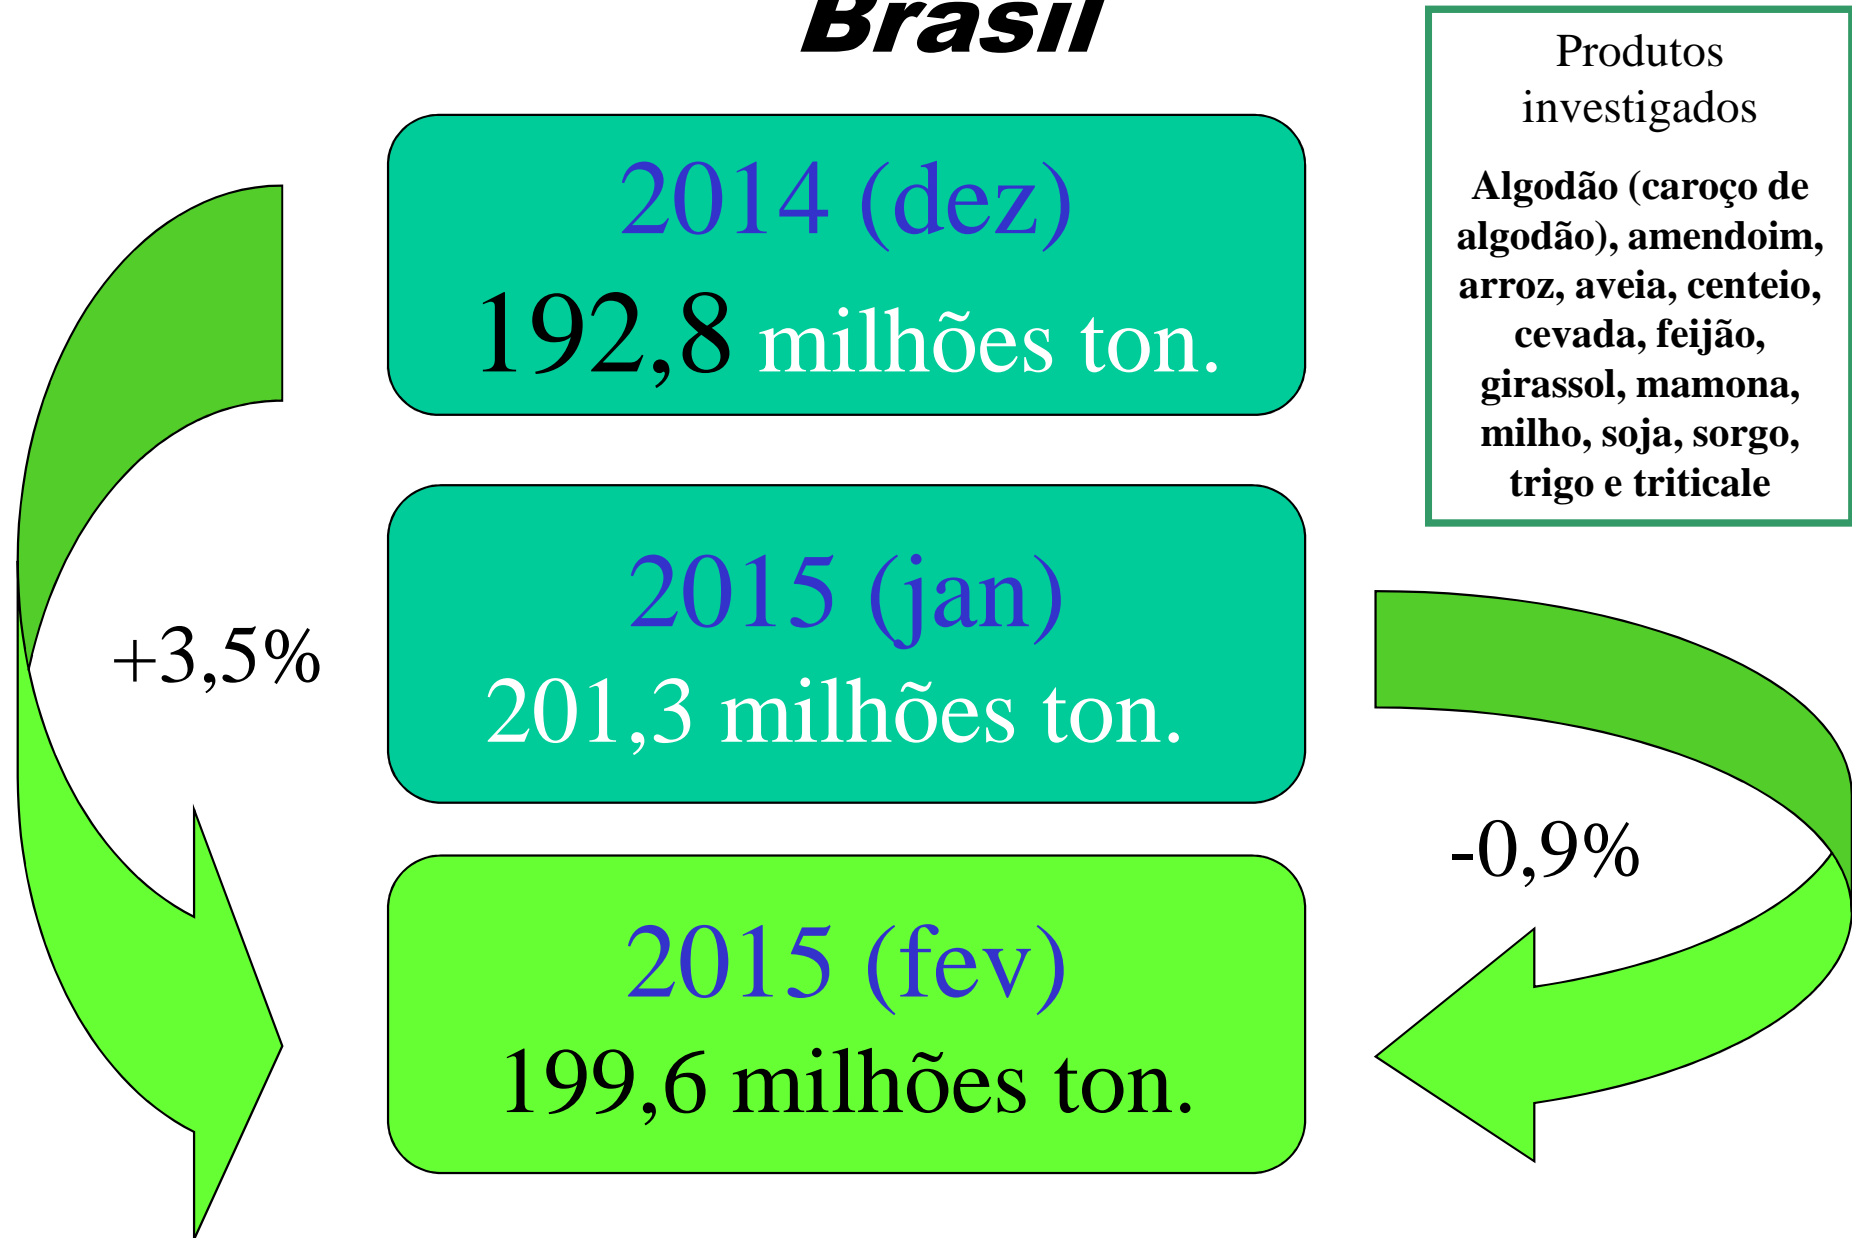 Brasil
Produtos
investigados
Algodão (caroço de
algodão), amendoim,
arroz, aveia, centeio,
cevada, feijão,
girassol, mamona,
milho, soja, sorgo,
trigo e triticale
2014 (dez)
192,8 milhões ton.
+3,5%
2015 (jan)
201,3 milhões ton.
-0,9%
2015 (fev)
199,6 milhões ton.